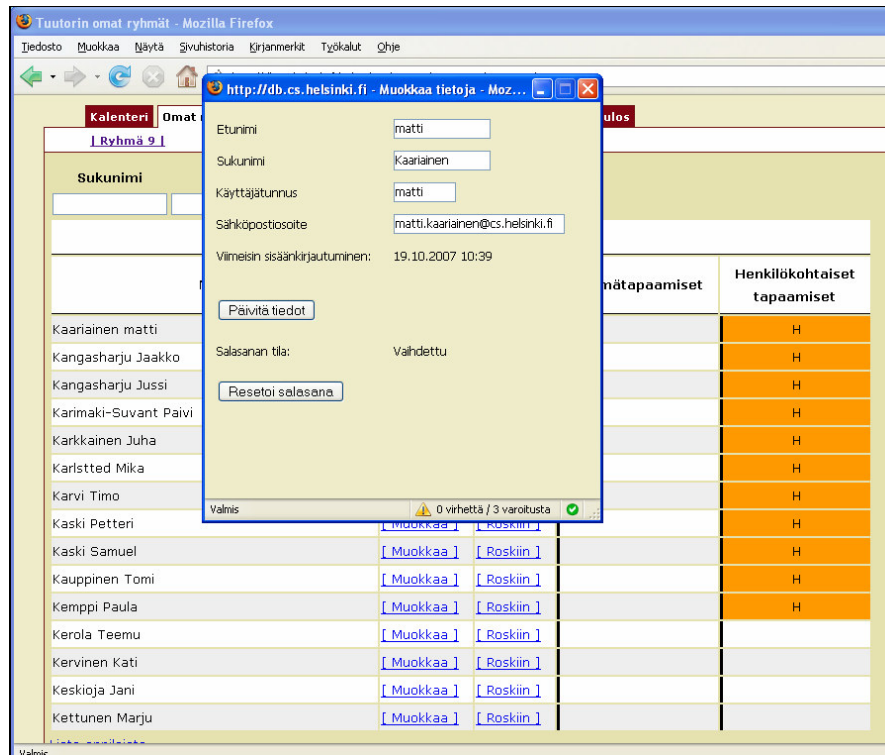 Tuutorin omat ryhmät - Mozilla Firefox
Tiedosto Muokkaa Näytä Sivuhistoria Kirjanmerkit Työkalut Ohje
http://db.cs.helsinki.fi - Muokkaa tietoja - Moz...
Kalenteri Omat
| Ryhmä 9 |
Sukunimi
Etunimi matti
Sukunimi Kaariainen
Käyttäjätunnus matti
Sähköpostiosoite matti.kaariainen@cs.helsinki.fi
Viimeisin sisäänkirjautuminen: 19.10.2007 10:39
Päivitä tiedot
Salasanan tila: Vaihdettu
Resetoi salasana
Valmis 0 virhettä / 3 varoitusta
Henkilökohtaiset
tapaamiset
Kaariainen matti H
Kangasharju Jaakko H
Kangasharju Jussi H
Karimaki-Suvant Paivi H
Karkkainen Juha H
Karlstted Mika H
Karvi Timo H
Kaski Petteri [ Muokkaa ] [ Roskiin ] H
Kaski Samuel [ Muokkaa ] [ Roskiin ] H
Kauppinen Tomi [ Muokkaa ] [ Roskiin ] H
Kemppi Paula [ Muokkaa ] [ Roskiin ] H
Kerola Teemu [ Muokkaa ] [ Roskiin ]
Kervinen Kati [ Muokkaa ] [ Roskiin ]
Keskioja Jani [ Muokkaa ] [ Roskiin ]
Kettunen Marju [ Muokkaa ] [ Roskiin ]
Valmis